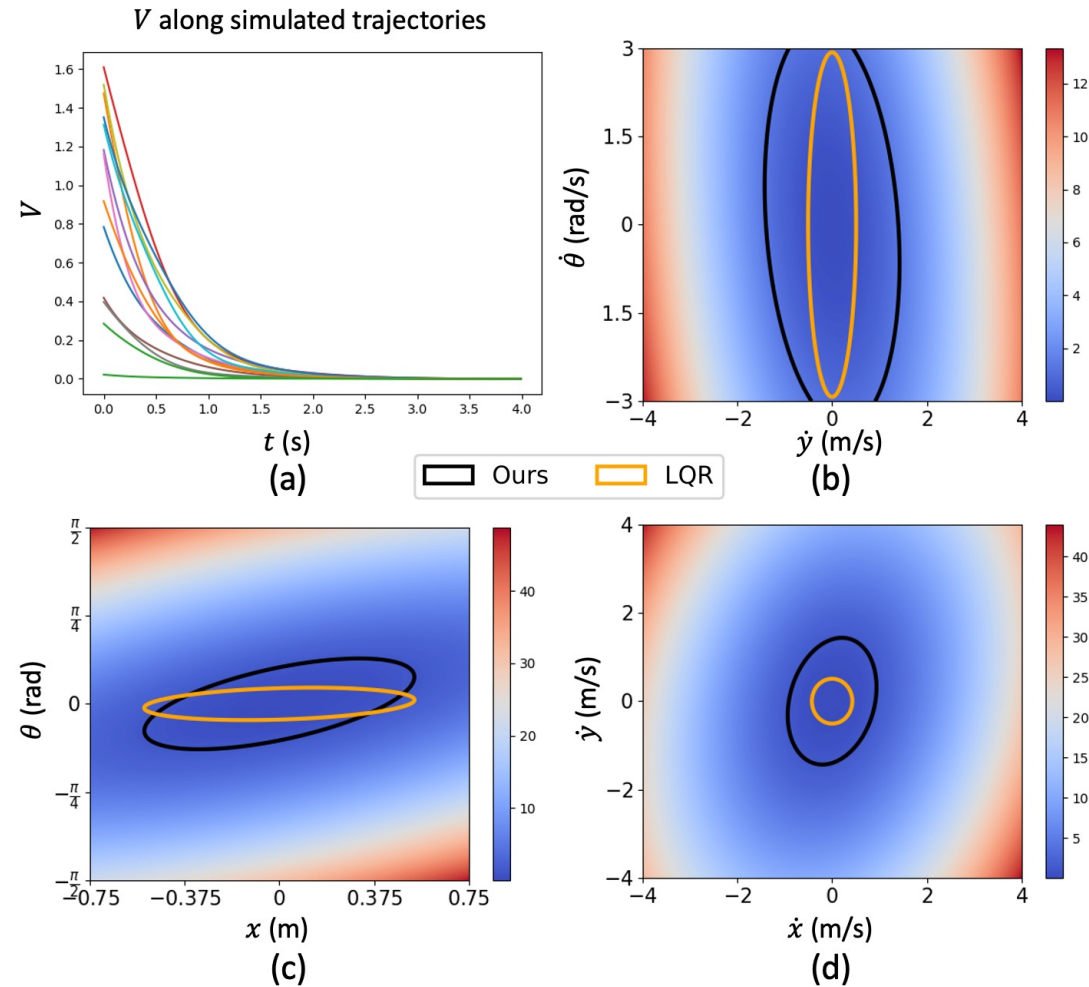 V along simulated trajectories
1.6
1.4
1.2
1.0
0.8
0.6
0.4
0.2
0.0
V
0.0 0.5 1.0 1.5 2.0 2.5 3.0 3.5 4.0
t (s)
(a)
3
1.5
0
1.5
−3
θ̇ (rad/s)
−4 −2 0 2 4
ẏ (m/s)
(b)
12
10
8
6
4
2
Ours LQR
π/2
π/4
0
−π/4
−π/2
θ (rad)
−0.75 −0.375 0 0.375 0.75
x (m)
(c)
40
30
20
10
4
2
0
−2
−4
ẏ (m/s)
−4 −2 0 2 4
ẋ (m/s)
(d)
40
35
30
25
20
15
10
5